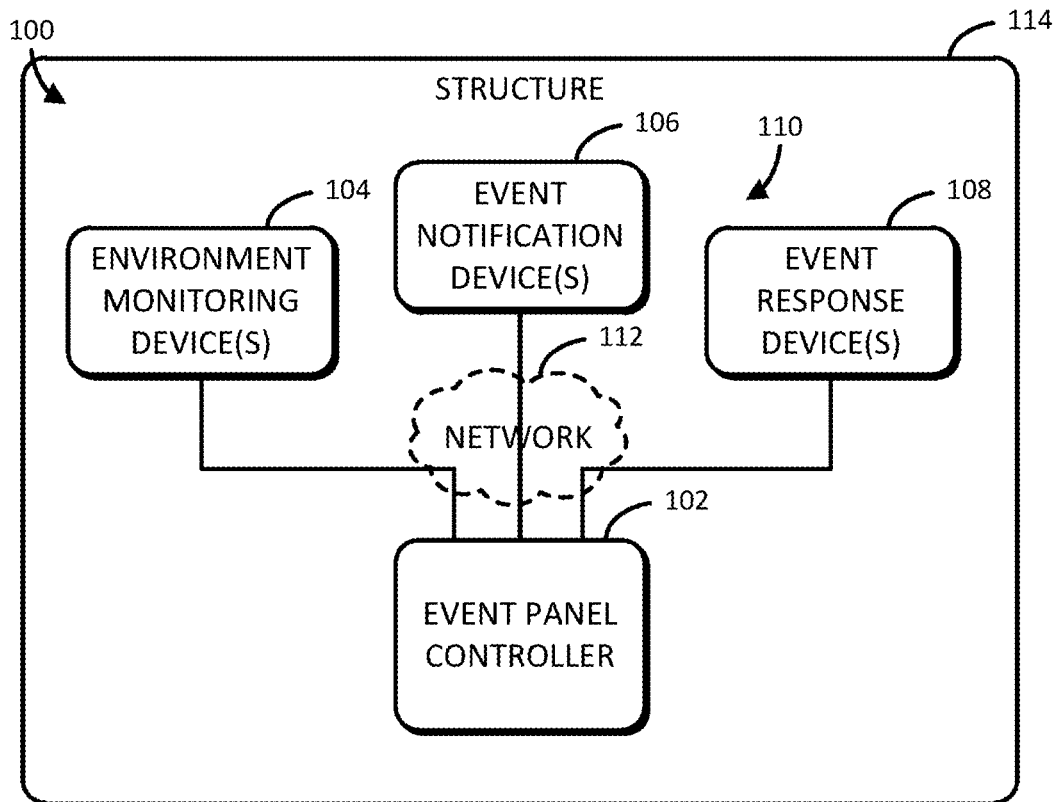 100
114
STRUCTURE
106
110
104
108
EVENT
NOTIFICATION
DEVICE(S)
ENVIRONMENT
MONITORING
DEVICE(S)
EVENT
RESPONSE
DEVICE(S)
112
NETWORK
102
EVENT PANEL
CONTROLLER